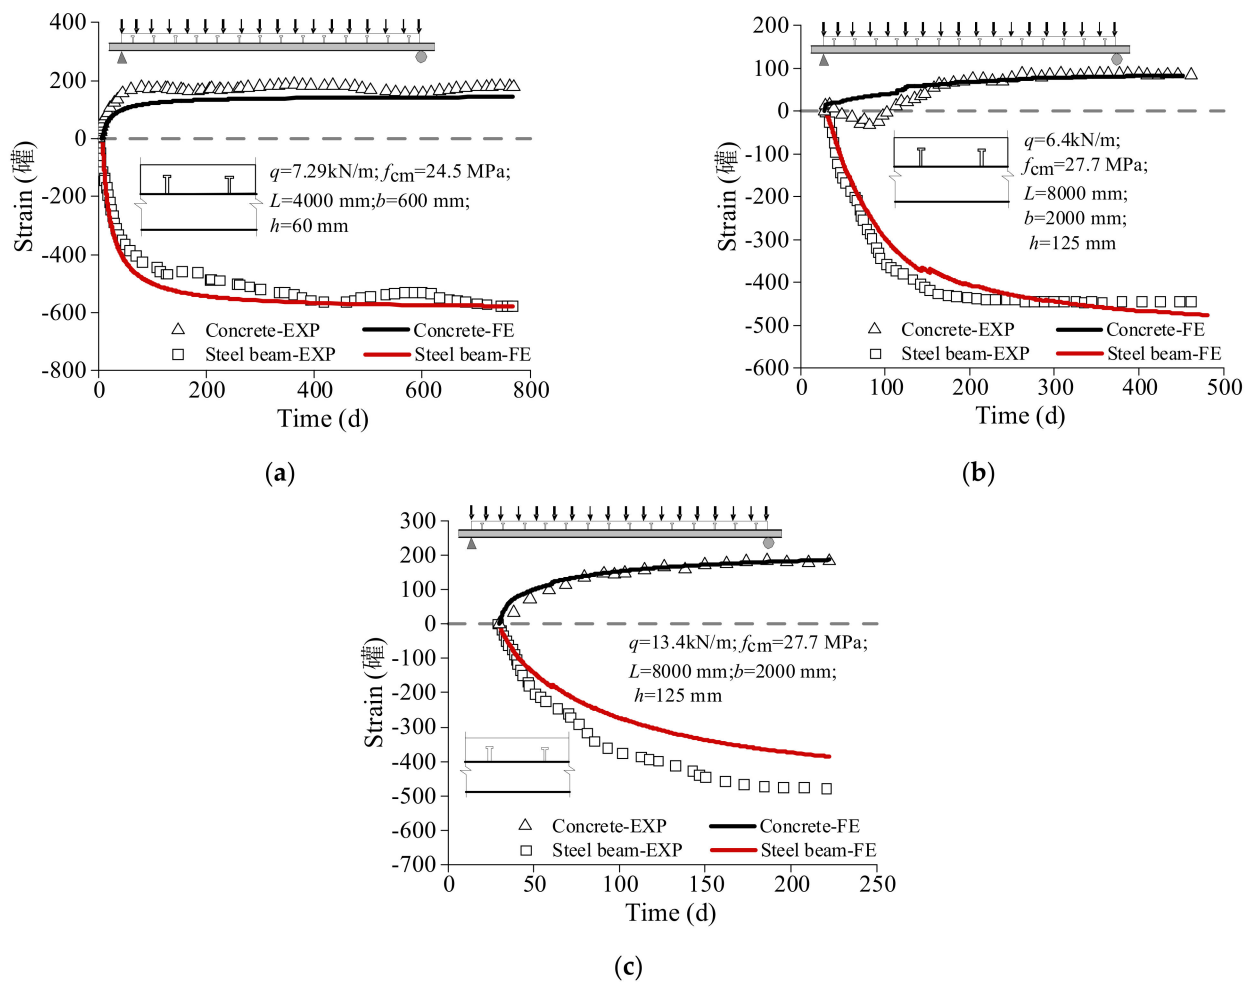 400
200
0
-200
-400
-600
-800
Strain (罐)
q=7.29kN/m; fcm=24.5 MPa;
L=4000 mm;b=600 mm;
h=60 mm
Concrete-EXP
Concrete-FE
Steel beam-EXP
Steel beam-FE
0 200 400 600 800
Time (d)
(a)
200
100
0
-100
-200
-300
-400
-500
-600
Strain (罐)
q=6.4kN/m;
fcm=27.7 MPa;
L=8000 mm;
b=2000 mm;
h=125 mm
Concrete-EXP
Concrete-FE
Steel beam-EXP
Steel beam-FE
0 100 200 300 400 500
Time (d)
(b)
300
200
100
0
-100
-200
-300
-400
-500
-600
-700
Strain (罐)
q=13.4kN/m; fcm=27.7 MPa;
L=8000 mm;b=2000 mm;
h=125 mm
Concrete-EXP
Concrete-FE
Steel beam-EXP
Steel beam-FE
0 50 100 150 200 250
Time (d)
(c)